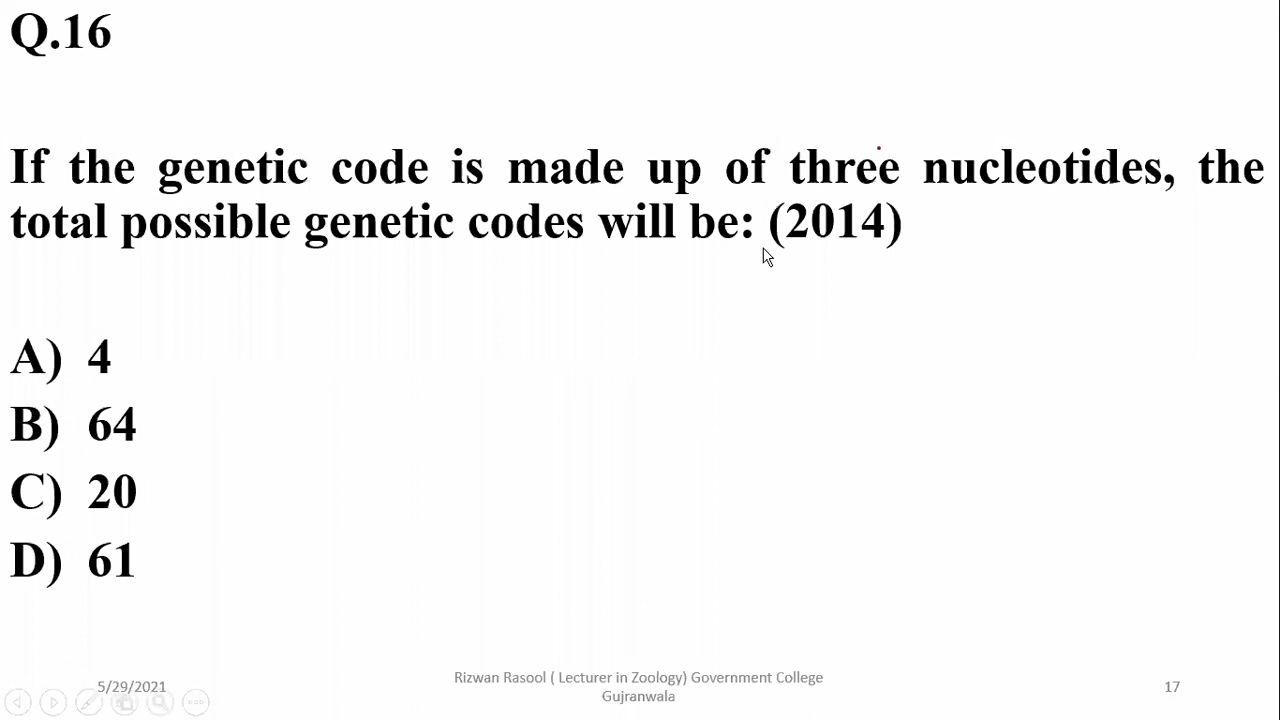 Q.16
If the genetic code is made up of three nucleotides, the
total possible genetic codes will be: (2014)
A) 4
B) 64
C) 20
D) 61
5/29/2021
Rizwan Rasool ( Lecturer in Zoology) Government College
Gujranwala
17